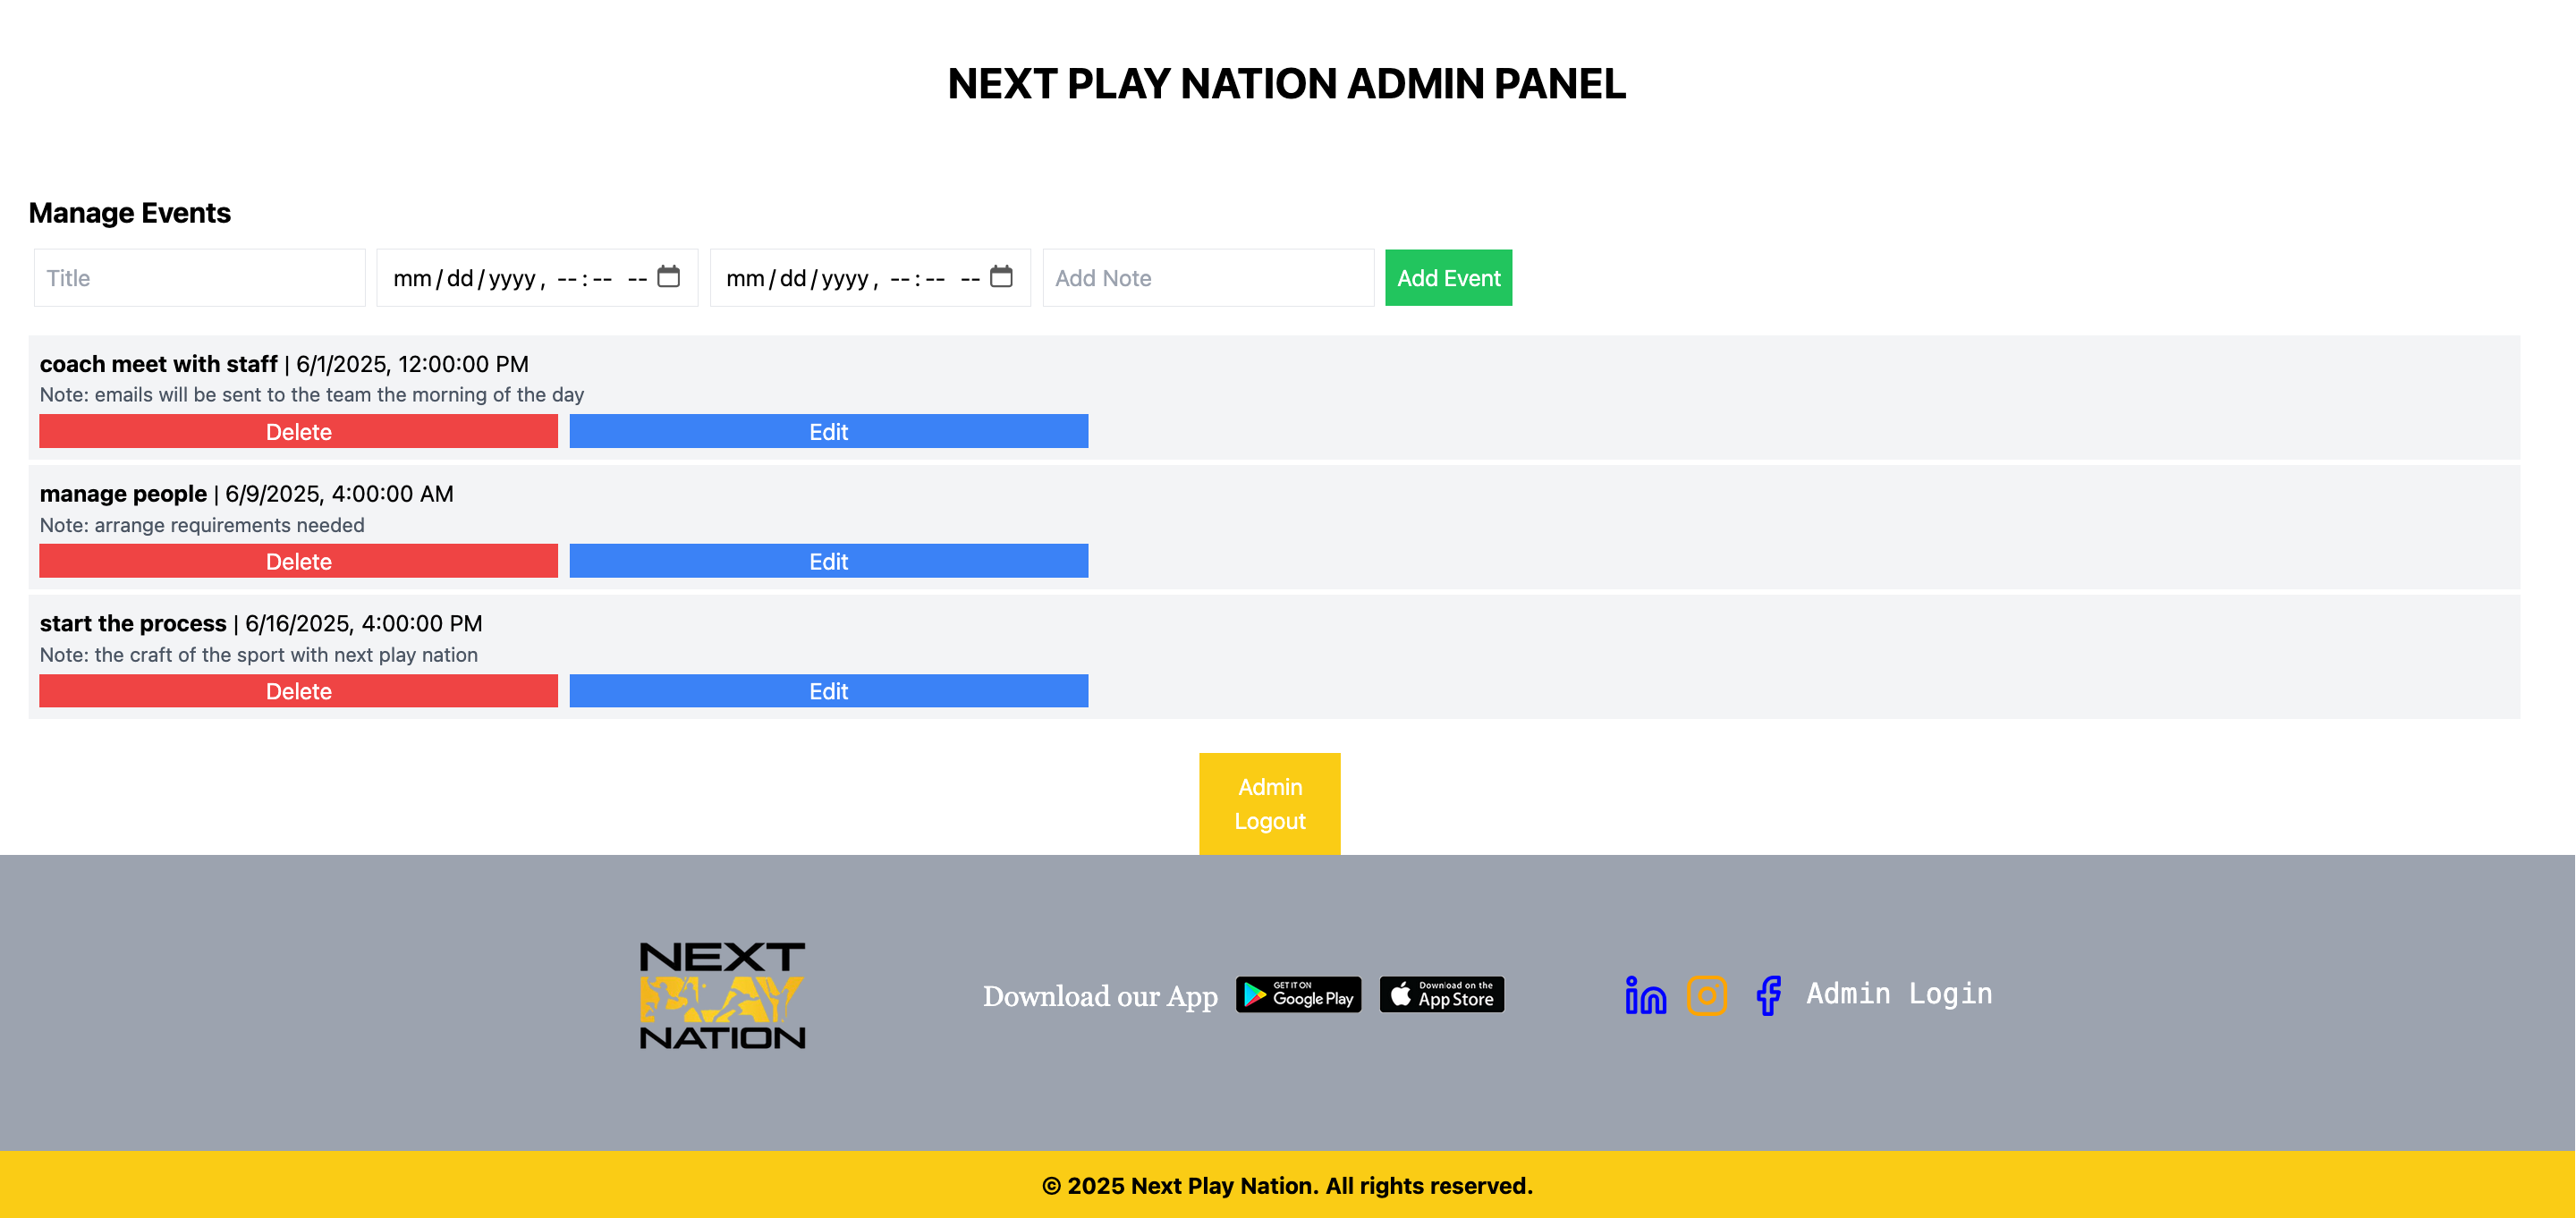 NEXT PLAY NATION ADMIN PANEL
Manage Events
Title
mm/dd/yyyy, --:-- --
mm/dd/yyyy, --:-- --
Add Note
Add Event
coach meet with staff | 6/1/2025, 12:00:00 PM
Note: emails will be sent to the team the morning of the day
Delete
Edit
manage people | 6/9/2025, 4:00:00 AM
Note: arrange requirements needed
Delete
Edit
start the process | 6/16/2025, 4:00:00 PM
Note: the craft of the sport with next play nation
Delete
Edit
Admin
Logout
NEXT
PLAY
NATION
Download our App
GET IT ON
Google Play
Download on the
App Store
in
Admin Login
© 2025 Next Play Nation. All rights reserved.